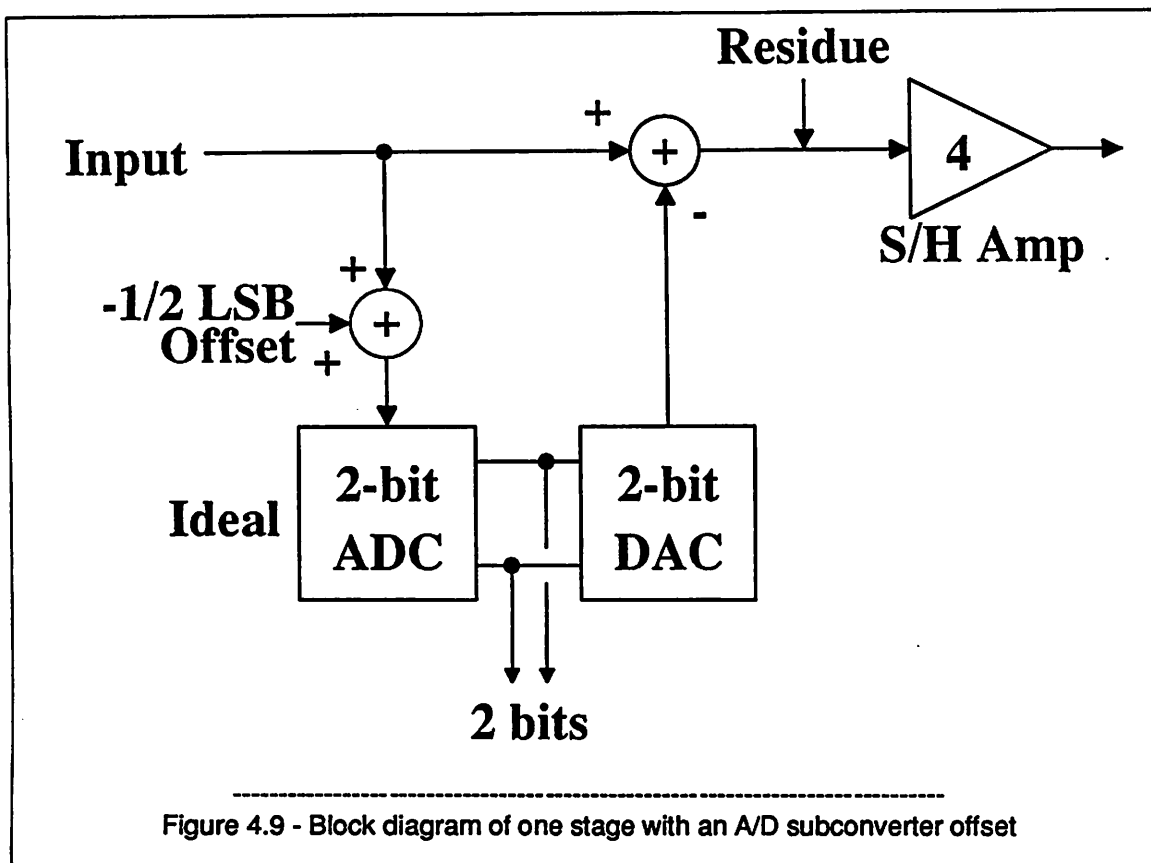 Residue
+
Input
+
4
-
S/H Amp
+
-1/2 LSB
+
Offset
+
2-bit
2-bit
Ideal
ADC
DAC
2 bits
Figure 4.9 - Block diagram of one stage with an A/D subconverter offset